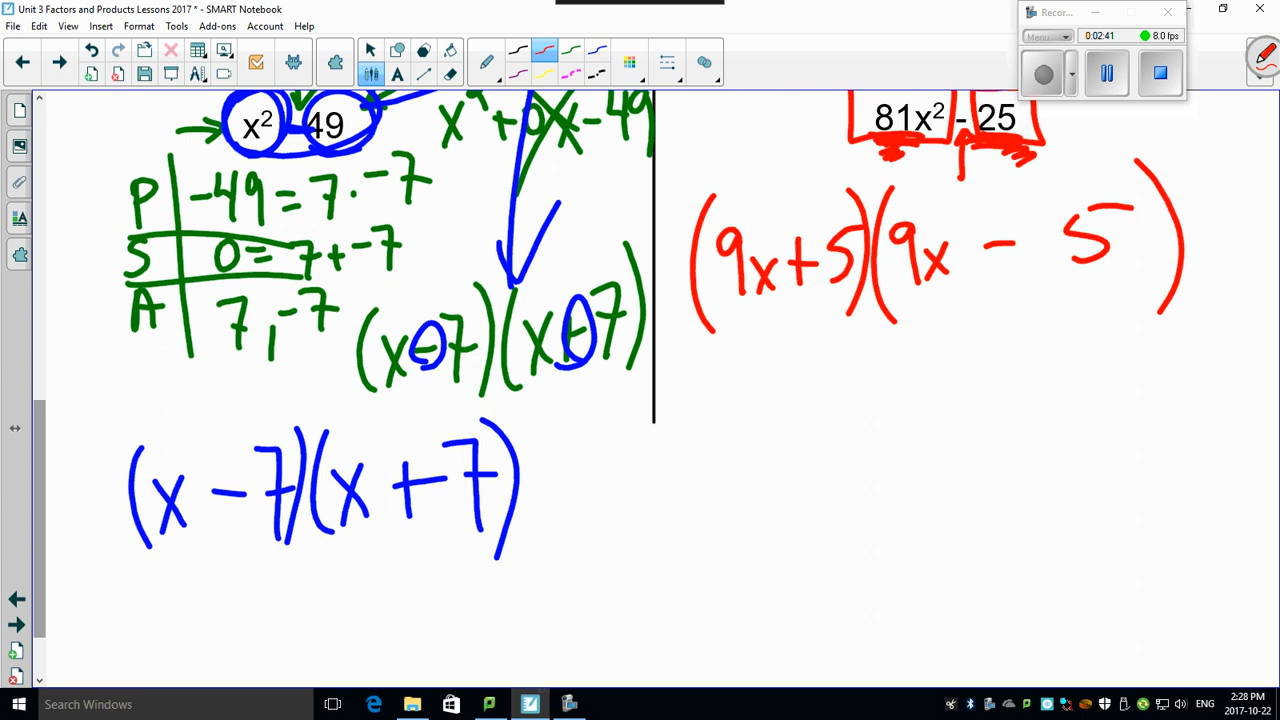 Unit 3 Factors and Products Lessons 2017 * - SMART Notebook
File Edit View Insert Format Tools Add-ons Account Help
Recor...
Menu
0:02:41
8.0 fps
x² - 49
x² + 0x - 49
P -49 = 7 · -7
S 0 = 7 + -7
A 7, -7
(x - 7)(x + 7)
(x - 7)(x + 7)
81x² - 25
(9x + 5)(9x - 5)
Search Windows
ENG
2:28 PM
2017-10-22